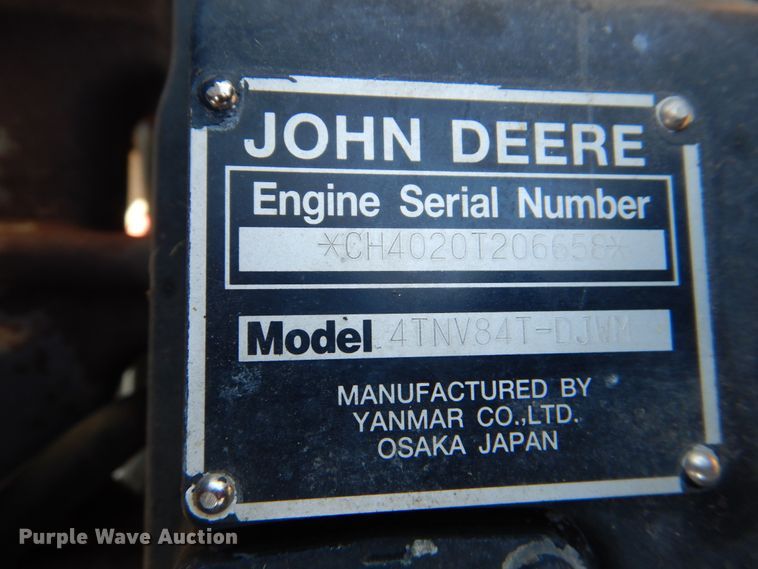 JOHN DEERE
Engine Serial Number
*CH4020T206658*
Model 4TNV84T-DJWM
MANUFACTURED BY
YANMAR CO.,LTD.
OSAKA JAPAN
Purple Wave Auction